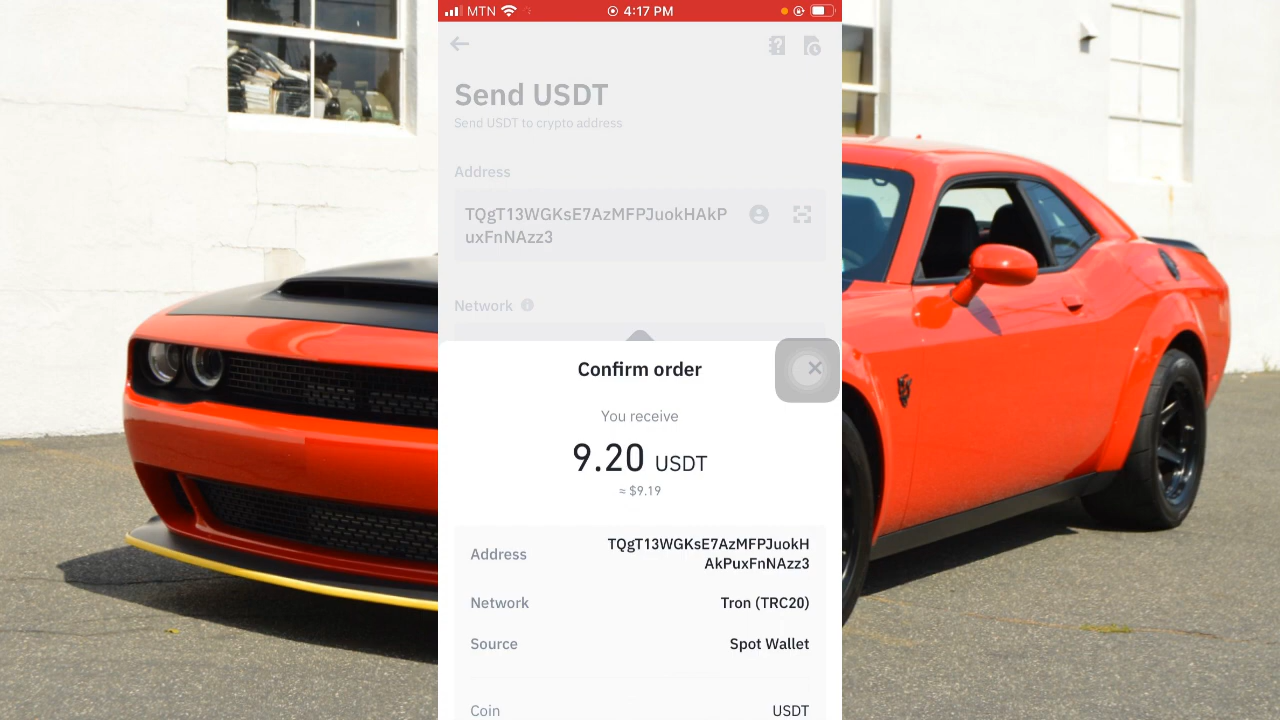 MTN 4:17 PM
Send USDT
Send USDT to crypto address
Address
TQgT13WGKsE7AzMFPJuokHAkP
uxFnNAzz3
Network
Confirm order
You receive
9.20 USDT
≈ $9.19
Address TQgT13WGKsE7AzMFPJuokH
AkPuxFnNAzz3
Network Tron (TRC20)
Source Spot Wallet
Coin USDT